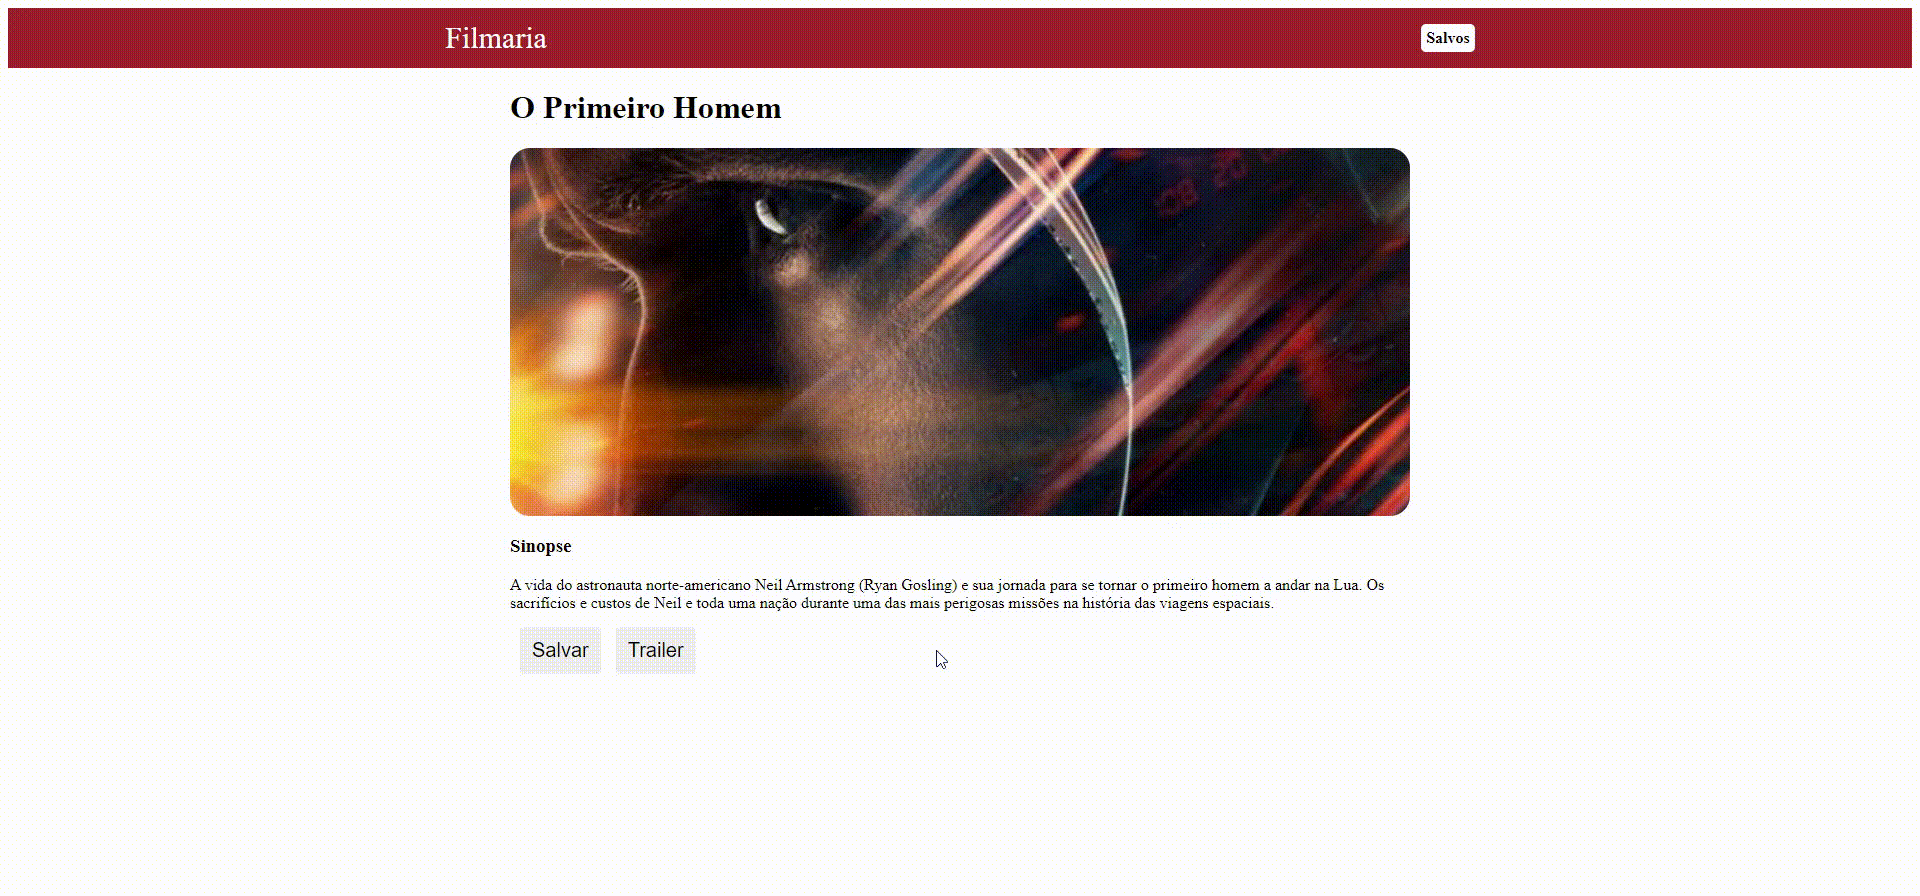 Filmaria
Salvos
O Primeiro Homem
Sinopse
A vida do astronauta norte-americano Neil Armstrong (Ryan Gosling) e sua jornada para se tornar o primeiro homem a andar na Lua. Os
sacrifícios e custos de Neil e toda uma nação durante uma das mais perigosas missões na história das viagens espaciais.
Salvar
Trailer